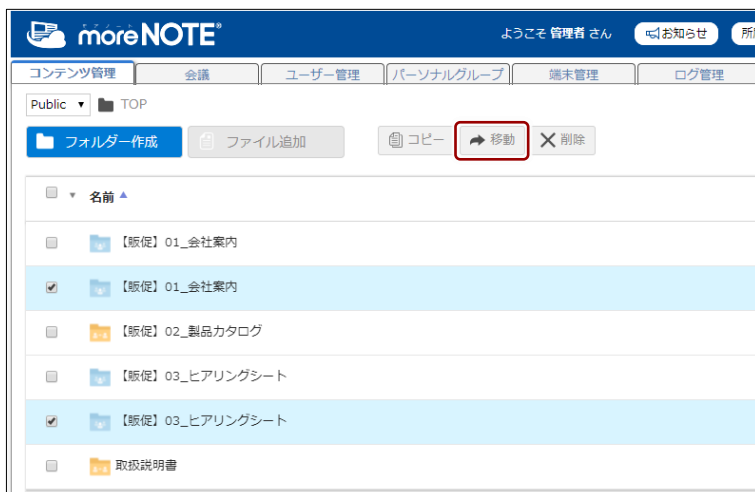 moreNOTE® ようこそ 管理者 さん お知らせ
コンテンツ管理 会議 ユーザー管理 パーソナルグループ 端末管理 ログ管理
Public ▼ TOP
フォルダー作成 ファイル追加 コピー 移動 削除
名前
【販促】01_会社案内
【販促】01_会社案内
【販促】02_製品カタログ
【販促】03_ヒアリングシート
【販促】03_ヒアリングシート
取扱説明書